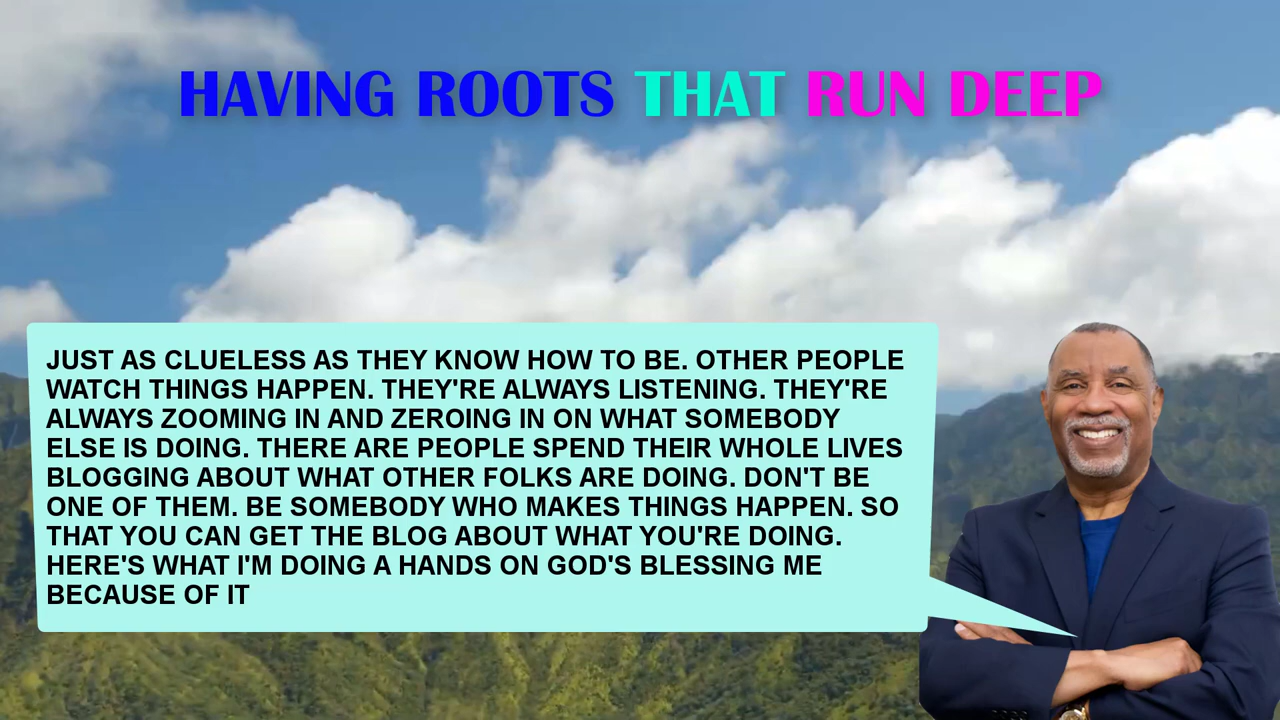 HAVING ROOTS THAT RUN DEEP
JUST AS CLUELESS AS THEY KNOW HOW TO BE. OTHER PEOPLE
WATCH THINGS HAPPEN. THEY'RE ALWAYS LISTENING. THEY'RE
ALWAYS ZOOMING IN AND ZEROING IN ON WHAT SOMEBODY
ELSE IS DOING. THERE ARE PEOPLE SPEND THEIR WHOLE LIVES
BLOGGING ABOUT WHAT OTHER FOLKS ARE DOING. DON'T BE
ONE OF THEM. BE SOMEBODY WHO MAKES THINGS HAPPEN. SO
THAT YOU CAN GET THE BLOG ABOUT WHAT YOU'RE DOING.
HERE'S WHAT I'M DOING A HANDS ON GOD'S BLESSING ME
BECAUSE OF IT